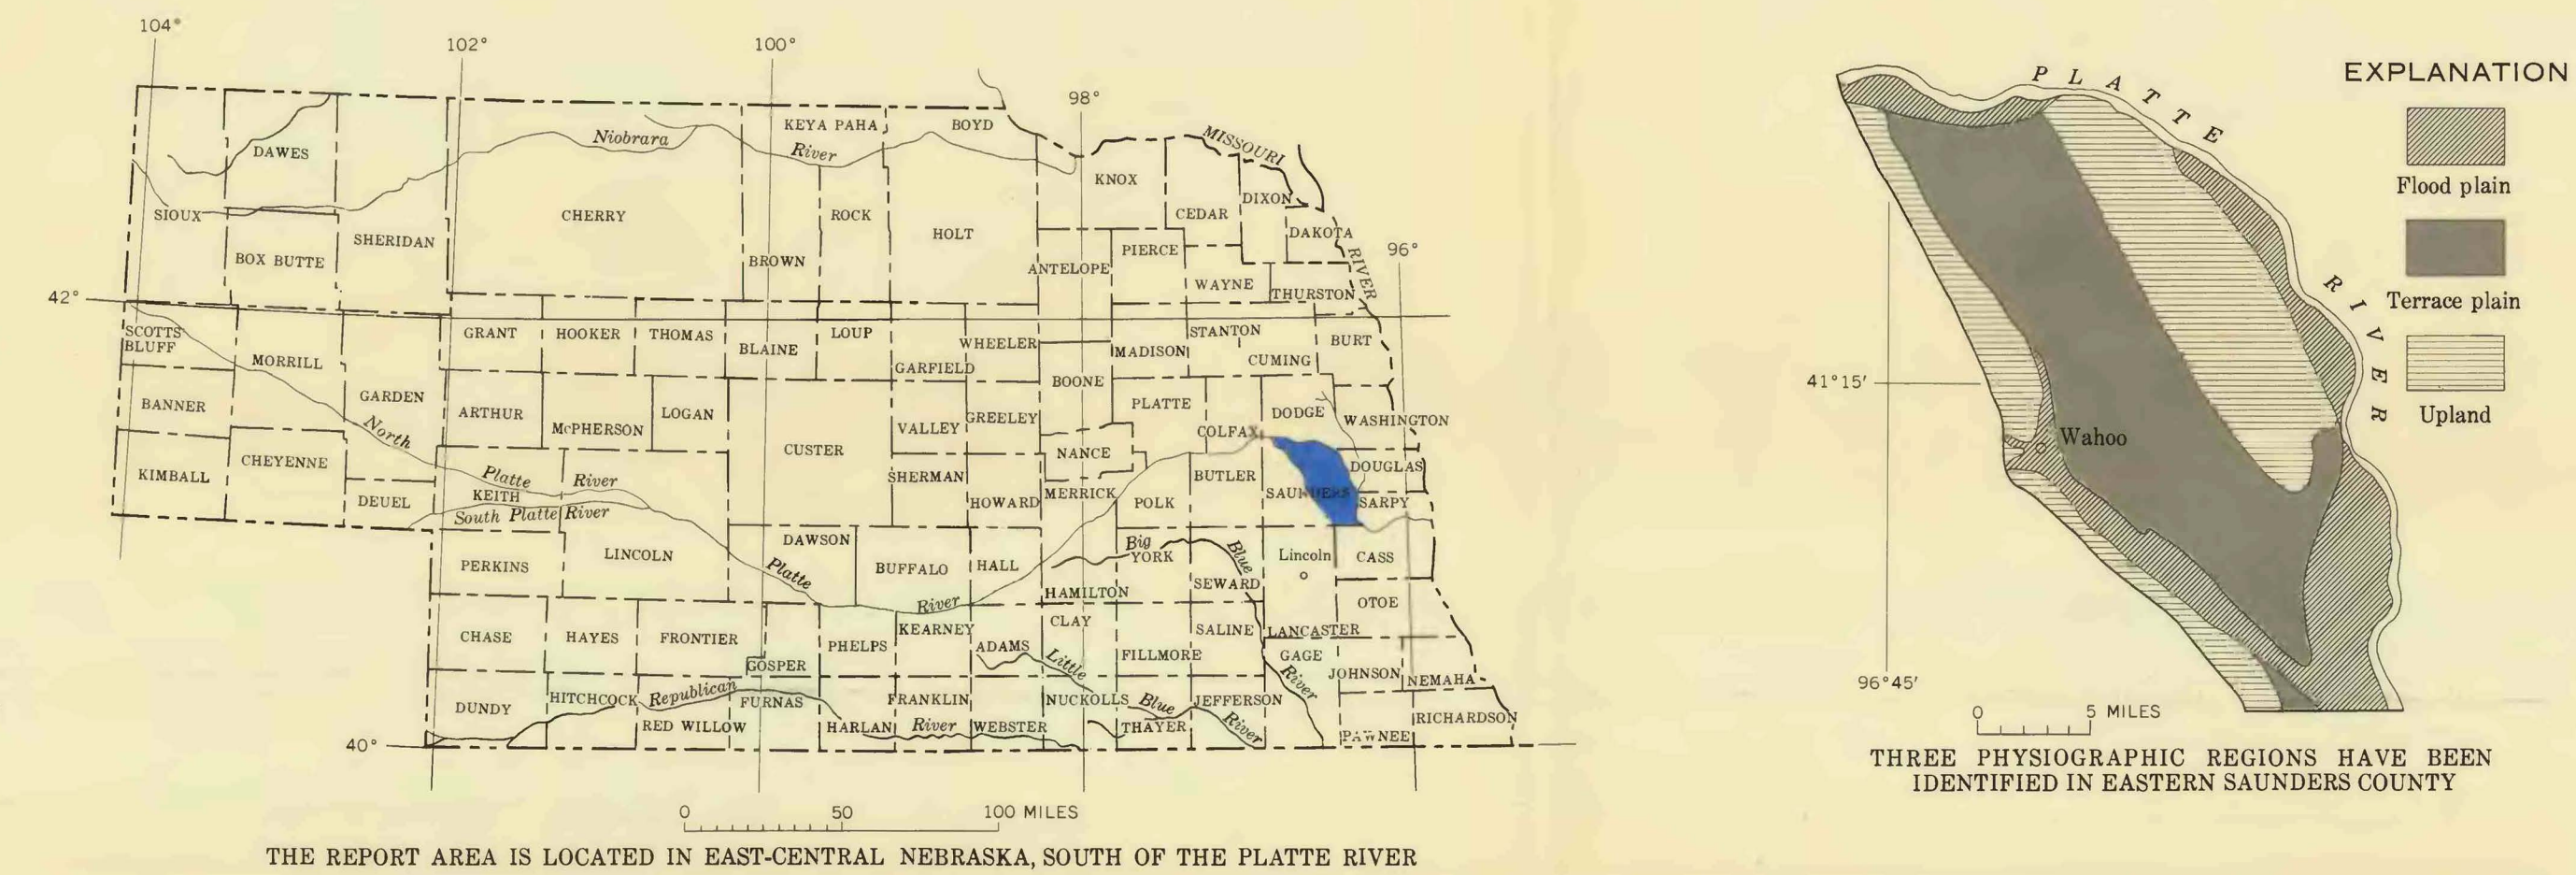 104°
102°
100°
98°
96°
42°
40°
DAWES
SIOUX
BOX BUTTE
SHERIDAN
Niobrara
River
CHERRY
KEYA PAHA
BOYD
BROWN
ROCK
HOLT
KNOX
MISSOURI
RIVER
CEDAR
DIXON
DAKOTA
ANTELOPE
PIERCE
WAYNE
THURSTON
SCOTTS
BLUFF
MORRILL
GARDEN
GRANT
HOOKER
THOMAS
BLAINE
LOUP
GARFIELD
WHEELER
BOONE
MADISON
STANTON
CUMING
BURT
BANNER
ARTHUR
McPHERSON
LOGAN
CUSTER
VALLEY
GREELEY
NANCE
PLATTE
COLFAX
DODGE
WASHINGTON
KIMBALL
CHEYENNE
DEUEL
North
Platte
River
KEITH
South Platte River
SHERMAN
HOWARD
MERRICK
POLK
BUTLER
SAUNDERS
DOUGLAS
SARPY
PERKINS
LINCOLN
DAWSON
Platte
River
BUFFALO
HALL
HAMILTON
Big
YORK
Blue
SEWARD
Lincoln
CASS
OTOE
CHASE
HAYES
FRONTIER
GOSPER
PHELPS
KEARNEY
ADAMS
Little
CLAY
FILLMORE
SALINE
LANCASTER
GAGE
River
JOHNSON
NEMAHA
DUNDY
HITCHCOCK
Republican
RED WILLOW
FURNAS
HARLAN
FRANKLIN
River
WEBSTER
NUCKOLLS
Blue
THAYER
JEFFERSON
River
PAWNEE
RICHARDSON
0 50 100 MILES
THE REPORT AREA IS LOCATED IN EAST-CENTRAL NEBRASKA, SOUTH OF THE PLATTE RIVER
PLATTE
RIVER
41°15'
Wahoo
96°45'
0 5 MILES
THREE PHYSIOGRAPHIC REGIONS HAVE BEEN
IDENTIFIED IN EASTERN SAUNDERS COUNTY
EXPLANATION
Flood plain
Terrace plain
Upland